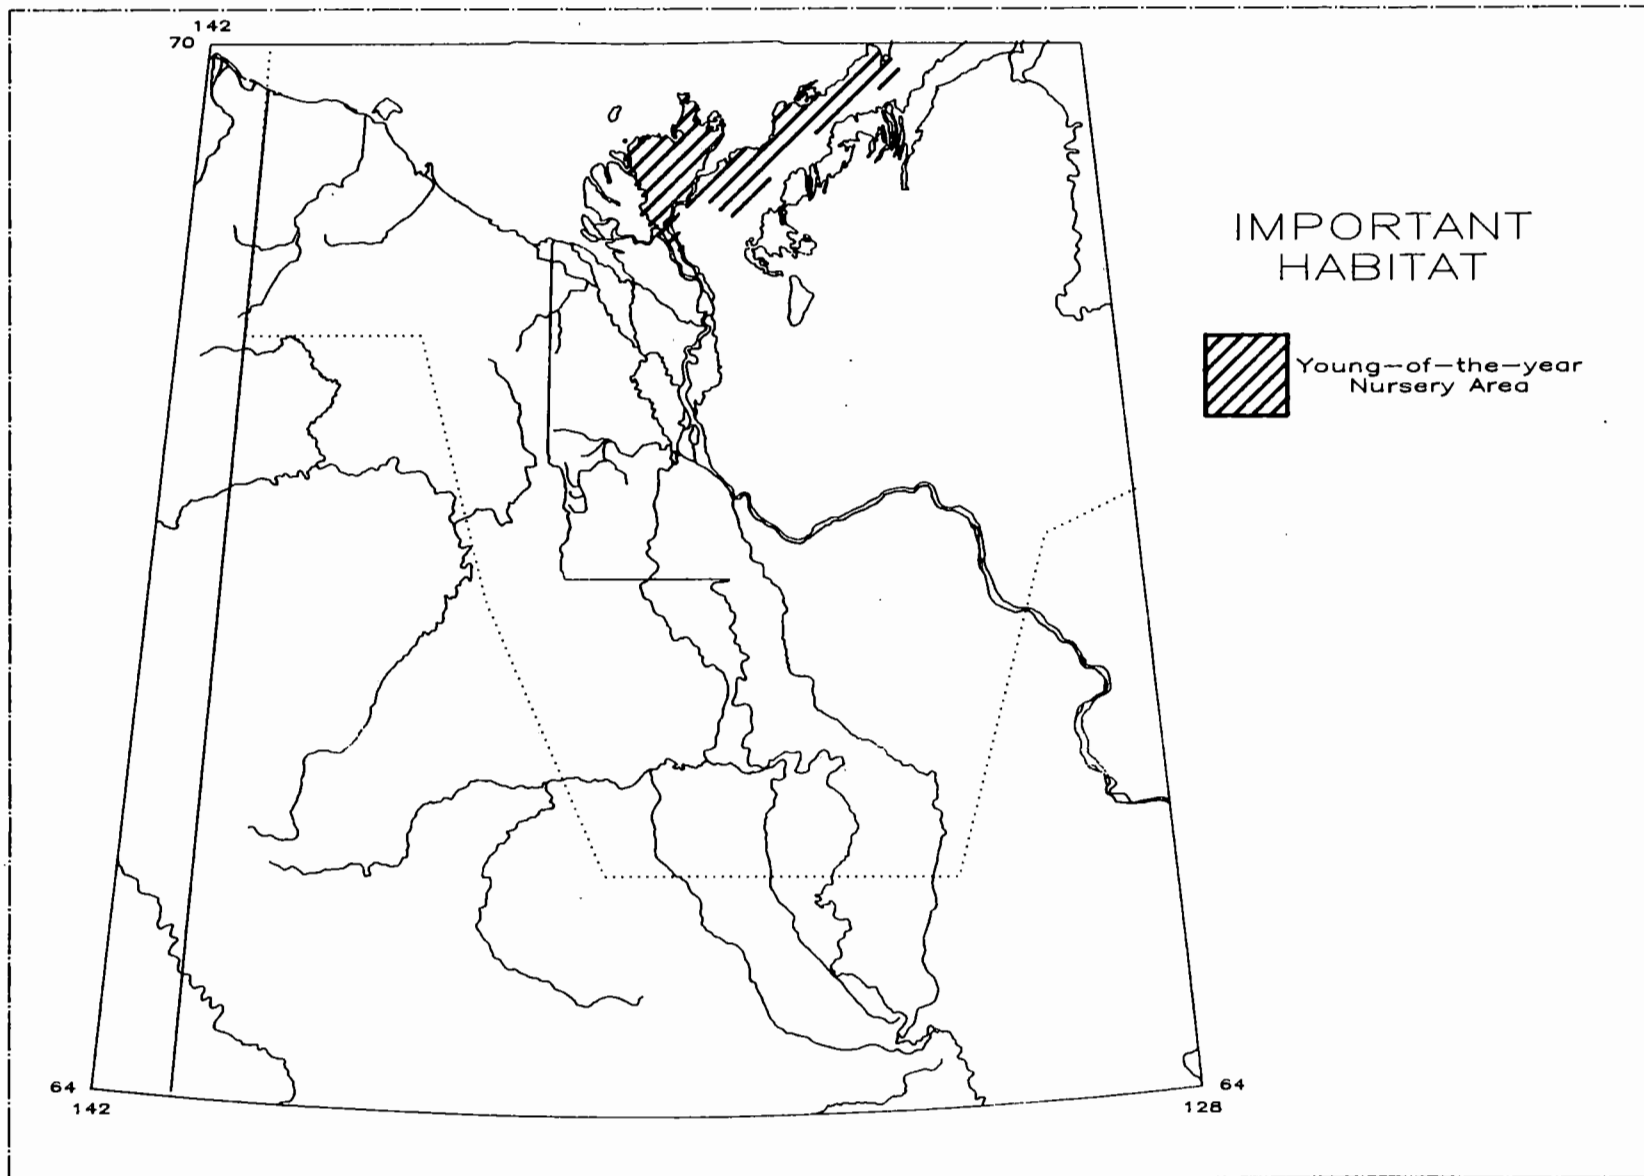 142
70
IMPORTANT
HABITAT
Young-of-the-year
Nursery Area
64
142
64
128